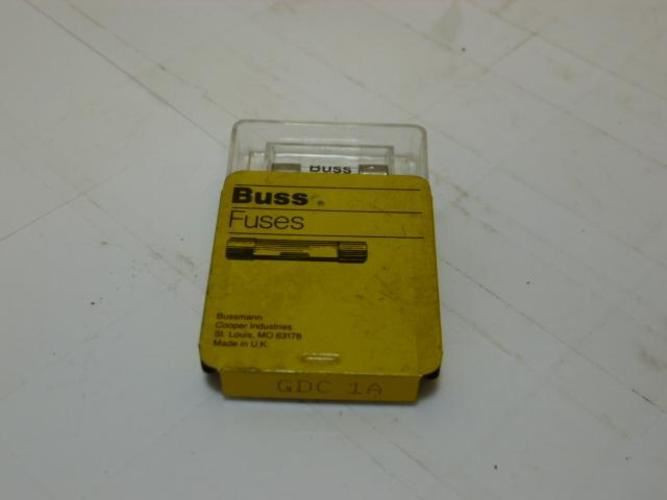 Buss
Buss
Fuses
Bussmann
Cooper Industries
St. Louis, MO 63178
Made in U.K.
GDC 1A